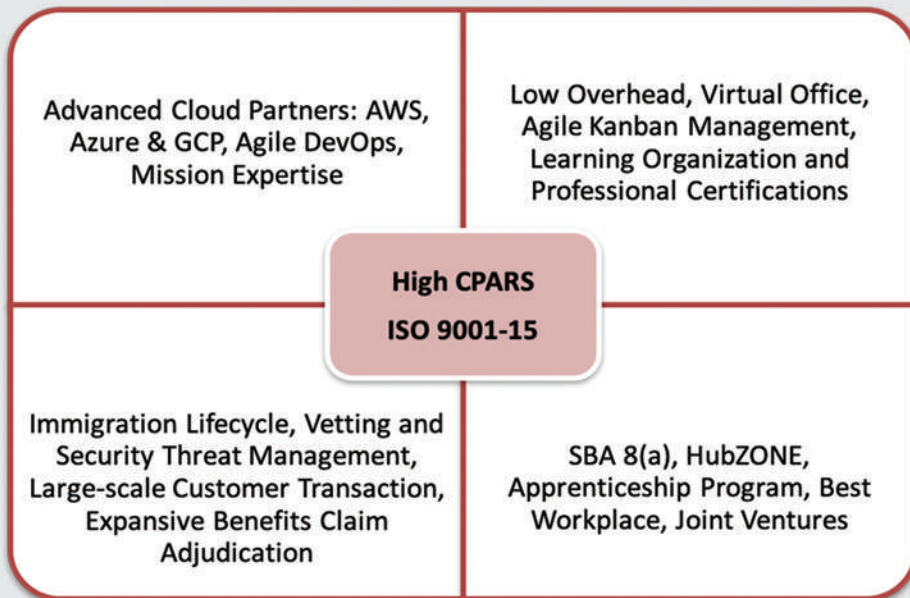 Advanced Cloud Partners: AWS,
Azure & GCP, Agile DevOps,
Mission Expertise
Low Overhead, Virtual Office,
Agile Kanban Management,
Learning Organization and
Professional Certifications
High CPARS
ISO 9001-15
Immigration Lifecycle, Vetting and
Security Threat Management,
Large-scale Customer Transaction,
Expansive Benefits Claim
Adjudication
SBA 8(a), HubZONE,
Apprenticeship Program, Best
Workplace, Joint Ventures